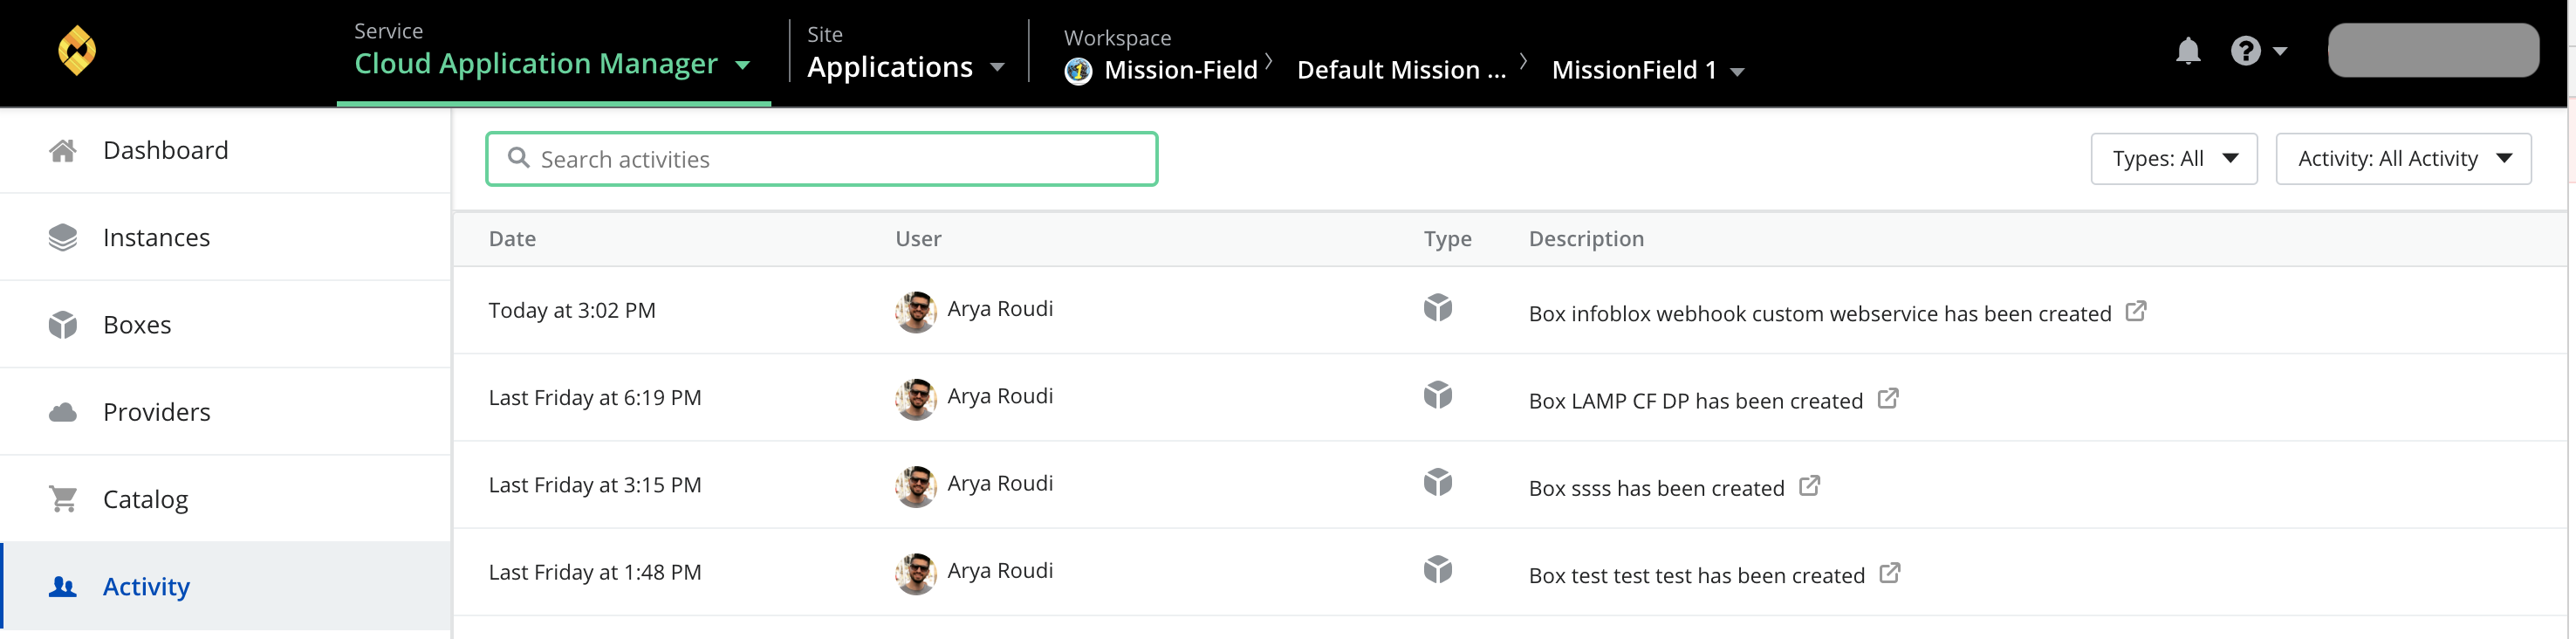 Service
Cloud Application Manager
Site
Applications
Workspace
Mission-Field
Default Mission ...
MissionField 1
Dashboard
Instances
Boxes
Providers
Catalog
Activity
Search activities
Types: All
Activity: All Activity
Date User Type Description
Today at 3:02 PM Arya Roudi Box infoblox webhook custom webservice has been created
Last Friday at 6:19 PM Arya Roudi Box LAMP CF DP has been created
Last Friday at 3:15 PM Arya Roudi Box ssss has been created
Last Friday at 1:48 PM Arya Roudi Box test test test has been created